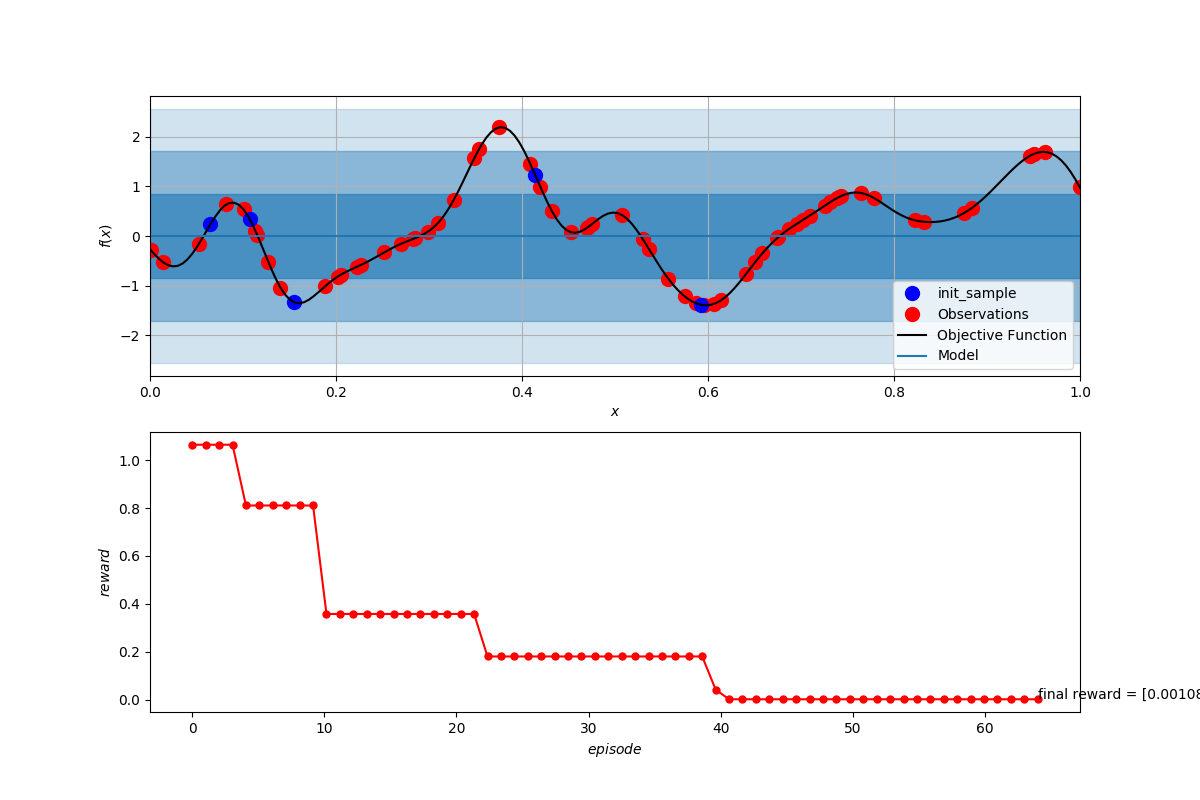 2
1
0
−1
−2
f(x)
0.0 0.2 0.4 0.6 0.8 1.0
x
init_sample
Observations
Objective Function
Model
1.0
0.8
0.6
0.4
0.2
0.0
reward
final reward = [0.00108
0 10 20 30 40 50 60
episode